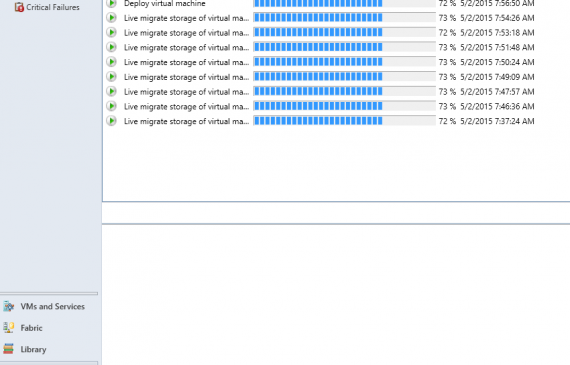 Critical Failures
Deploy virtual machine 72 % 5/2/2015 7:56:50 AM
Live migrate storage of virtual ma... 73 % 5/2/2015 7:54:26 AM
Live migrate storage of virtual ma... 72 % 5/2/2015 7:53:18 AM
Live migrate storage of virtual ma... 73 % 5/2/2015 7:51:48 AM
Live migrate storage of virtual ma... 73 % 5/2/2015 7:50:24 AM
Live migrate storage of virtual ma... 73 % 5/2/2015 7:49:09 AM
Live migrate storage of virtual ma... 73 % 5/2/2015 7:47:57 AM
Live migrate storage of virtual ma... 73 % 5/2/2015 7:46:36 AM
Live migrate storage of virtual ma... 72 % 5/2/2015 7:37:24 AM
VMs and Services
Fabric
Library